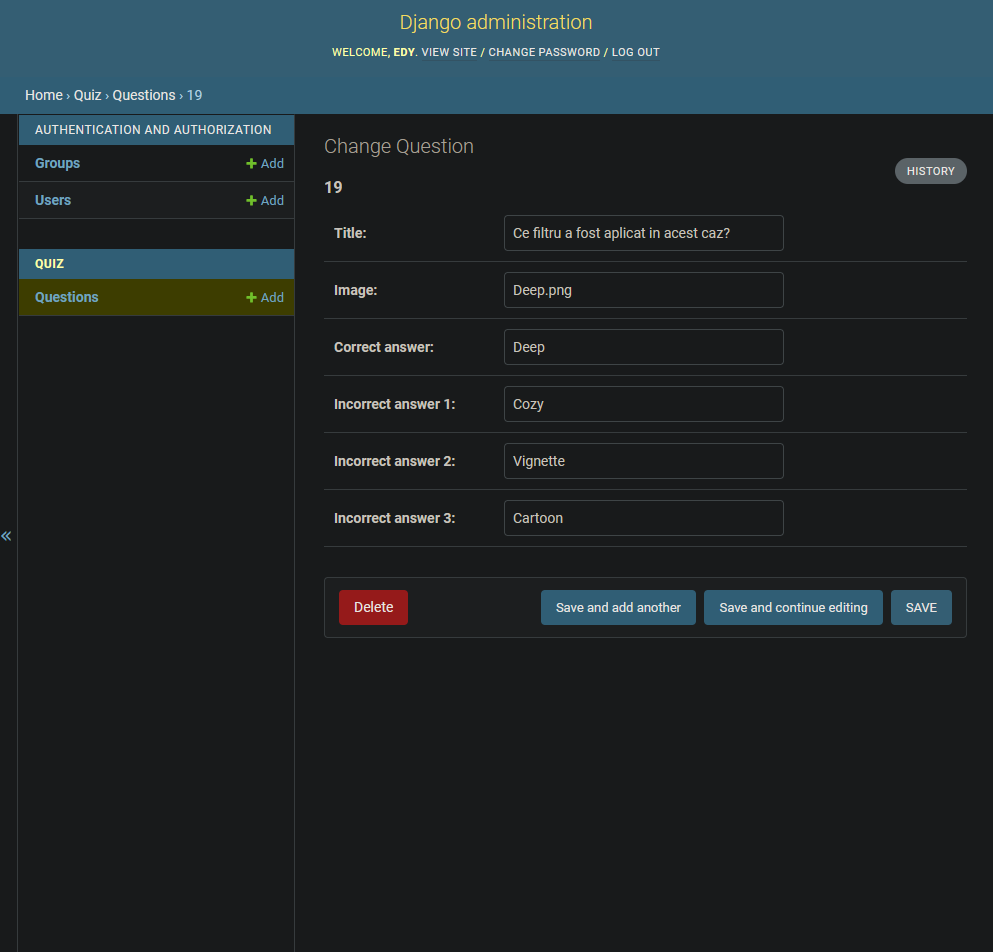 Django administration
WELCOME, EDY. VIEW SITE / CHANGE PASSWORD / LOG OUT
Home › Quiz › Questions › 19
AUTHENTICATION AND AUTHORIZATION
Groups + Add
Users + Add
QUIZ
Questions + Add
«
Change Question
HISTORY
19
Title: Ce filtru a fost aplicat in acest caz?
Image: Deep.png
Correct answer: Deep
Incorrect answer 1: Cozy
Incorrect answer 2: Vignette
Incorrect answer 3: Cartoon
Delete Save and add another Save and continue editing SAVE